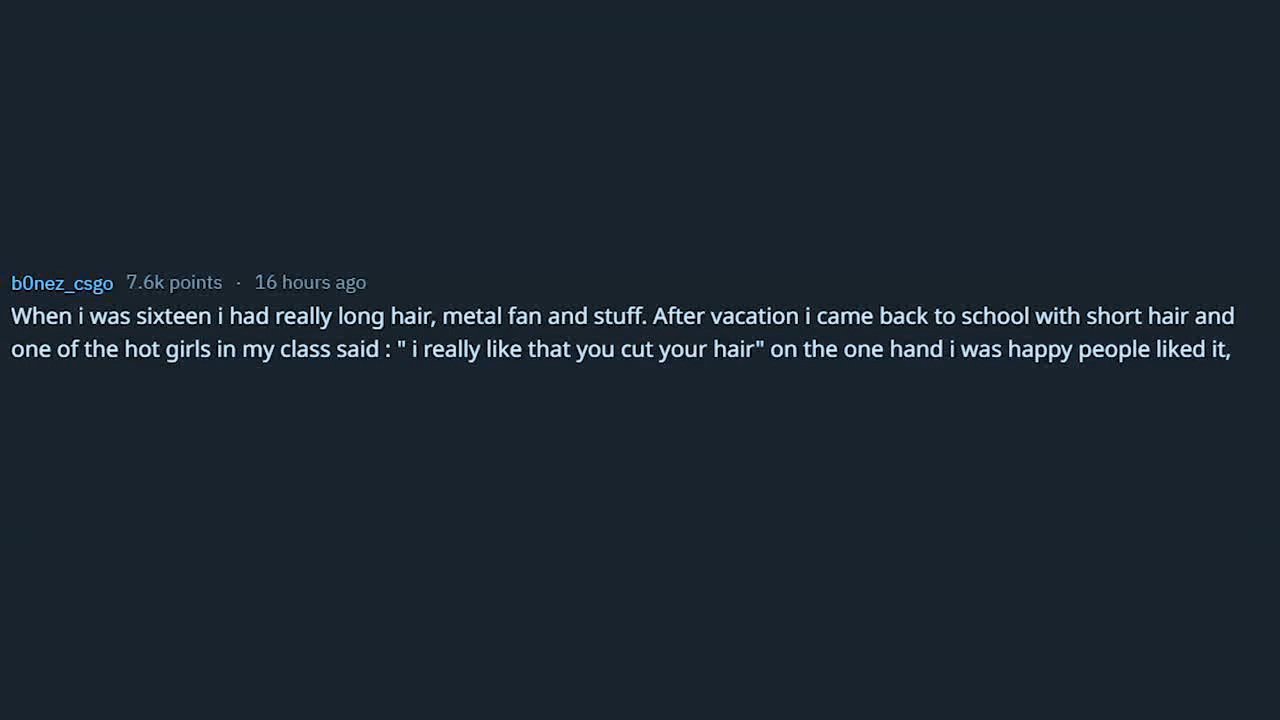 b0nez_csgo 7.6k points · 16 hours ago
When i was sixteen i had really long hair, metal fan and stuff. After vacation i came back to school with short hair and
one of the hot girls in my class said : " i really like that you cut your hair" on the one hand i was happy people liked it,